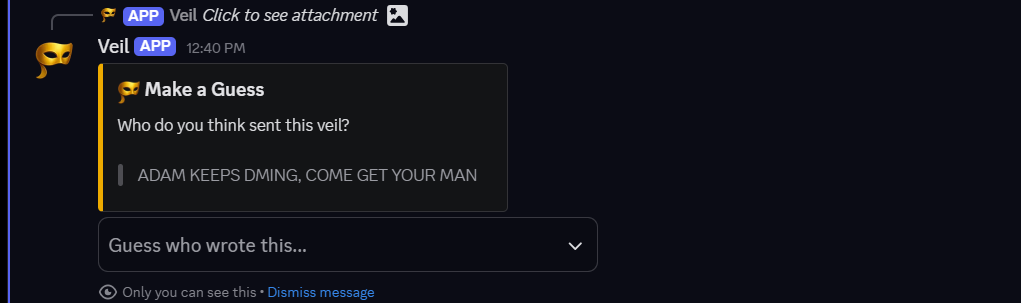 APP Veil Click to see attachment
Veil APP 12:40 PM
Make a Guess
Who do you think sent this veil?
ADAM KEEPS DMING, COME GET YOUR MAN
Guess who wrote this...
Only you can see this • Dismiss message